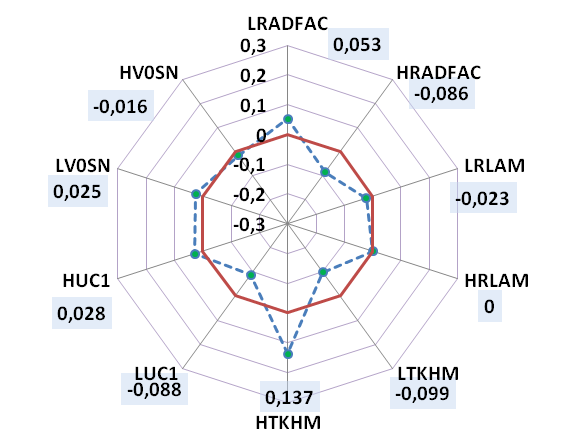 LRADFAC
0,053
0,3
0,2
0,1
0
-0,1
-0,2
-0,3
HRADFAC
-0,086
LRLAM
-0,023
HRLAM
0
LTKHM
-0,099
0,137
HTKHM
LUC1
-0,088
HUC1
0,028
LV0SN
0,025
HV0SN
-0,016